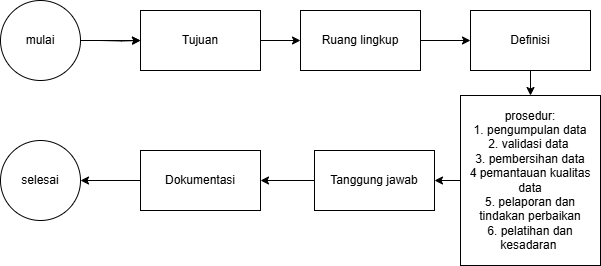 mulai
Tujuan
Ruang lingkup
Definisi
prosedur:
1. pengumpulan data
2. validasi data
3. pembersihan data
4 pemantauan kualitas
data
5. pelaporan dan
tindakan perbaikan
6. pelatihan dan
kesadaran
Tanggung jawab
Dokumentasi
selesai